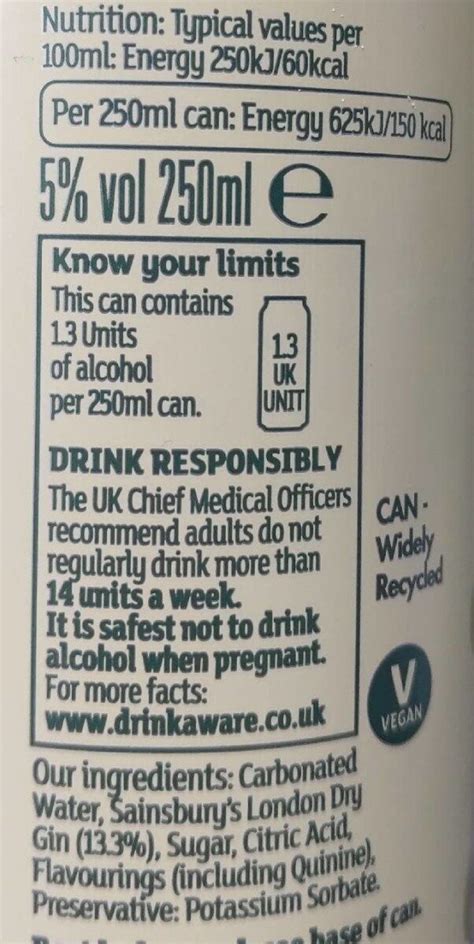 Nutrition: Typical values per
100ml: Energy 250kJ/60kcal
Per 250ml can: Energy 625kJ/150 kcal
5% vol 250ml e
Know your limits
This can contains
1.3 Units
of alcohol
per 250ml can.
1.3
UK
UNIT
DRINK RESPONSIBLY
The UK Chief Medical Officers
recommend adults do not
regularly drink more than
14 units a week.
It is safest not to drink
alcohol when pregnant.
For more facts:
www.drinkaware.co.uk
CAN -
Widely
Recycled
V
VEGAN
Our ingredients: Carbonated
Water, Sainsbury's London Dry
Gin (13.3%), Sugar, Citric Acid,
Flavourings (including Quinine),
Preservative: Potassium Sorbate.
base of can.